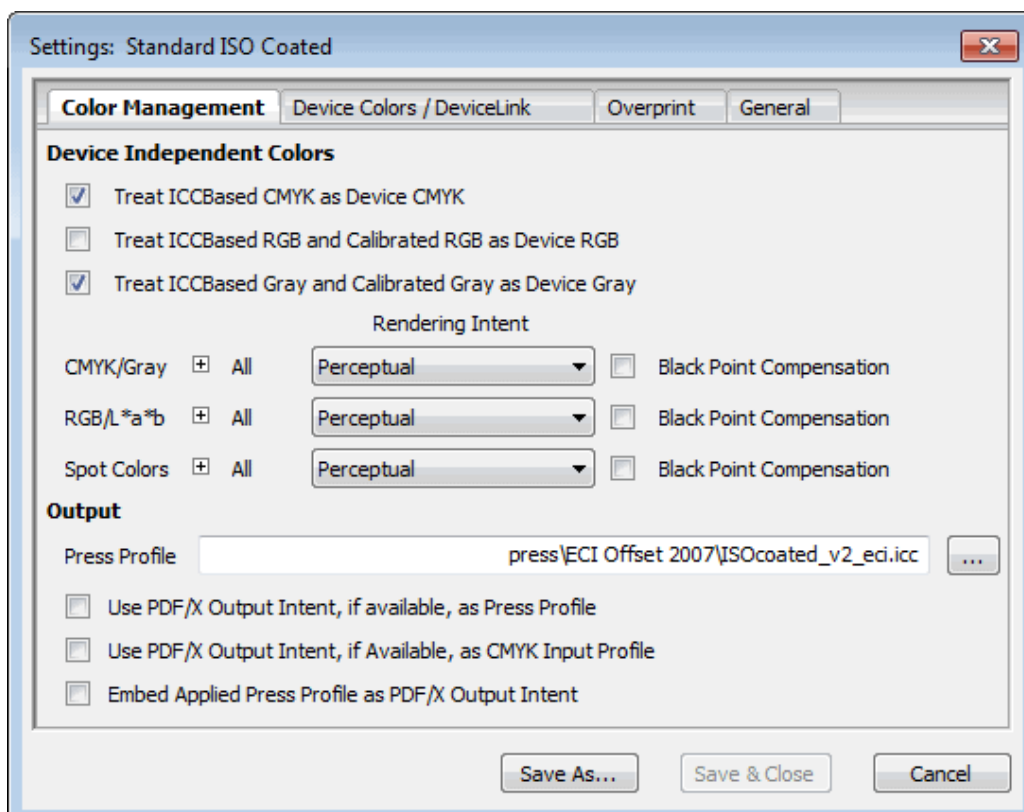 Settings: Standard ISO Coated
Color Management Device Colors / DeviceLink Overprint General
Device Independent Colors
Treat ICCBased CMYK as Device CMYK
Treat ICCBased RGB and Calibrated RGB as Device RGB
Treat ICCBased Gray and Calibrated Gray as Device Gray
Rendering Intent
CMYK/Gray All Perceptual Black Point Compensation
RGB/L*a*b All Perceptual Black Point Compensation
Spot Colors All Perceptual Black Point Compensation
Output
Press Profile press\ECI Offset 2007\ISOcoated_v2_eci.icc ...
Use PDF/X Output Intent, if available, as Press Profile
Use PDF/X Output Intent, if Available, as CMYK Input Profile
Embed Applied Press Profile as PDF/X Output Intent
Save As... Save & Close Cancel